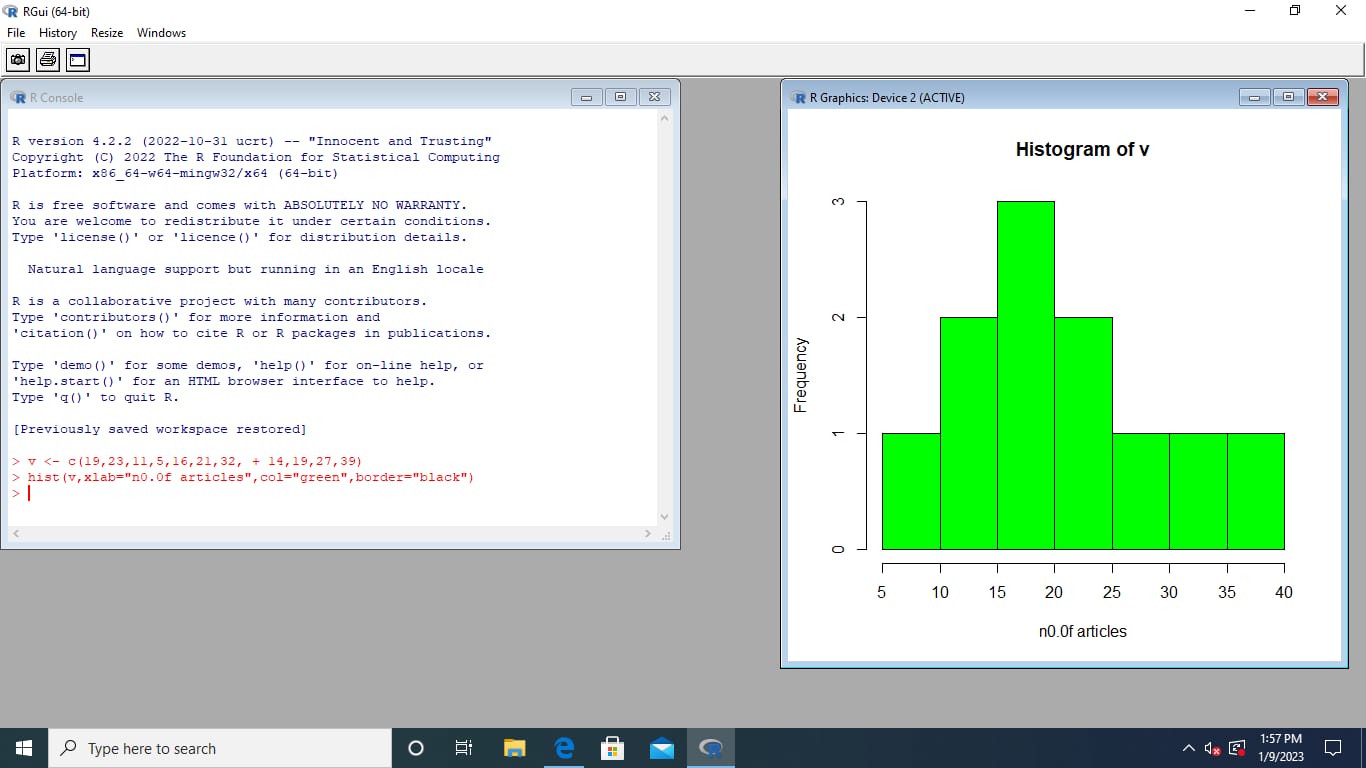 RGui (64-bit)
File History Resize Windows
R Console
R version 4.2.2 (2022-10-31 ucrt) -- "Innocent and Trusting"
Copyright (C) 2022 The R Foundation for Statistical Computing
Platform: x86_64-w64-mingw32/x64 (64-bit)
R is free software and comes with ABSOLUTELY NO WARRANTY.
You are welcome to redistribute it under certain conditions.
Type 'license()' or 'licence()' for distribution details.
Natural language support but running in an English locale
R is a collaborative project with many contributors.
Type 'contributors()' for more information and
'citation()' on how to cite R or R packages in publications.
Type 'demo()' for some demos, 'help()' for on-line help, or
'help.start()' for an HTML browser interface to help.
Type 'q()' to quit R.
[Previously saved workspace restored]
> v <- c(19,23,11,5,16,21,32, + 14,19,27,39)
> hist(v,xlab="n0.0f articles",col="green",border="black")
>
R Graphics: Device 2 (ACTIVE)
Histogram of v
Frequency
3
2
1
0
5 10 15 20 25 30 35 40
n0.0f articles
Type here to search
1:57 PM
1/9/2023